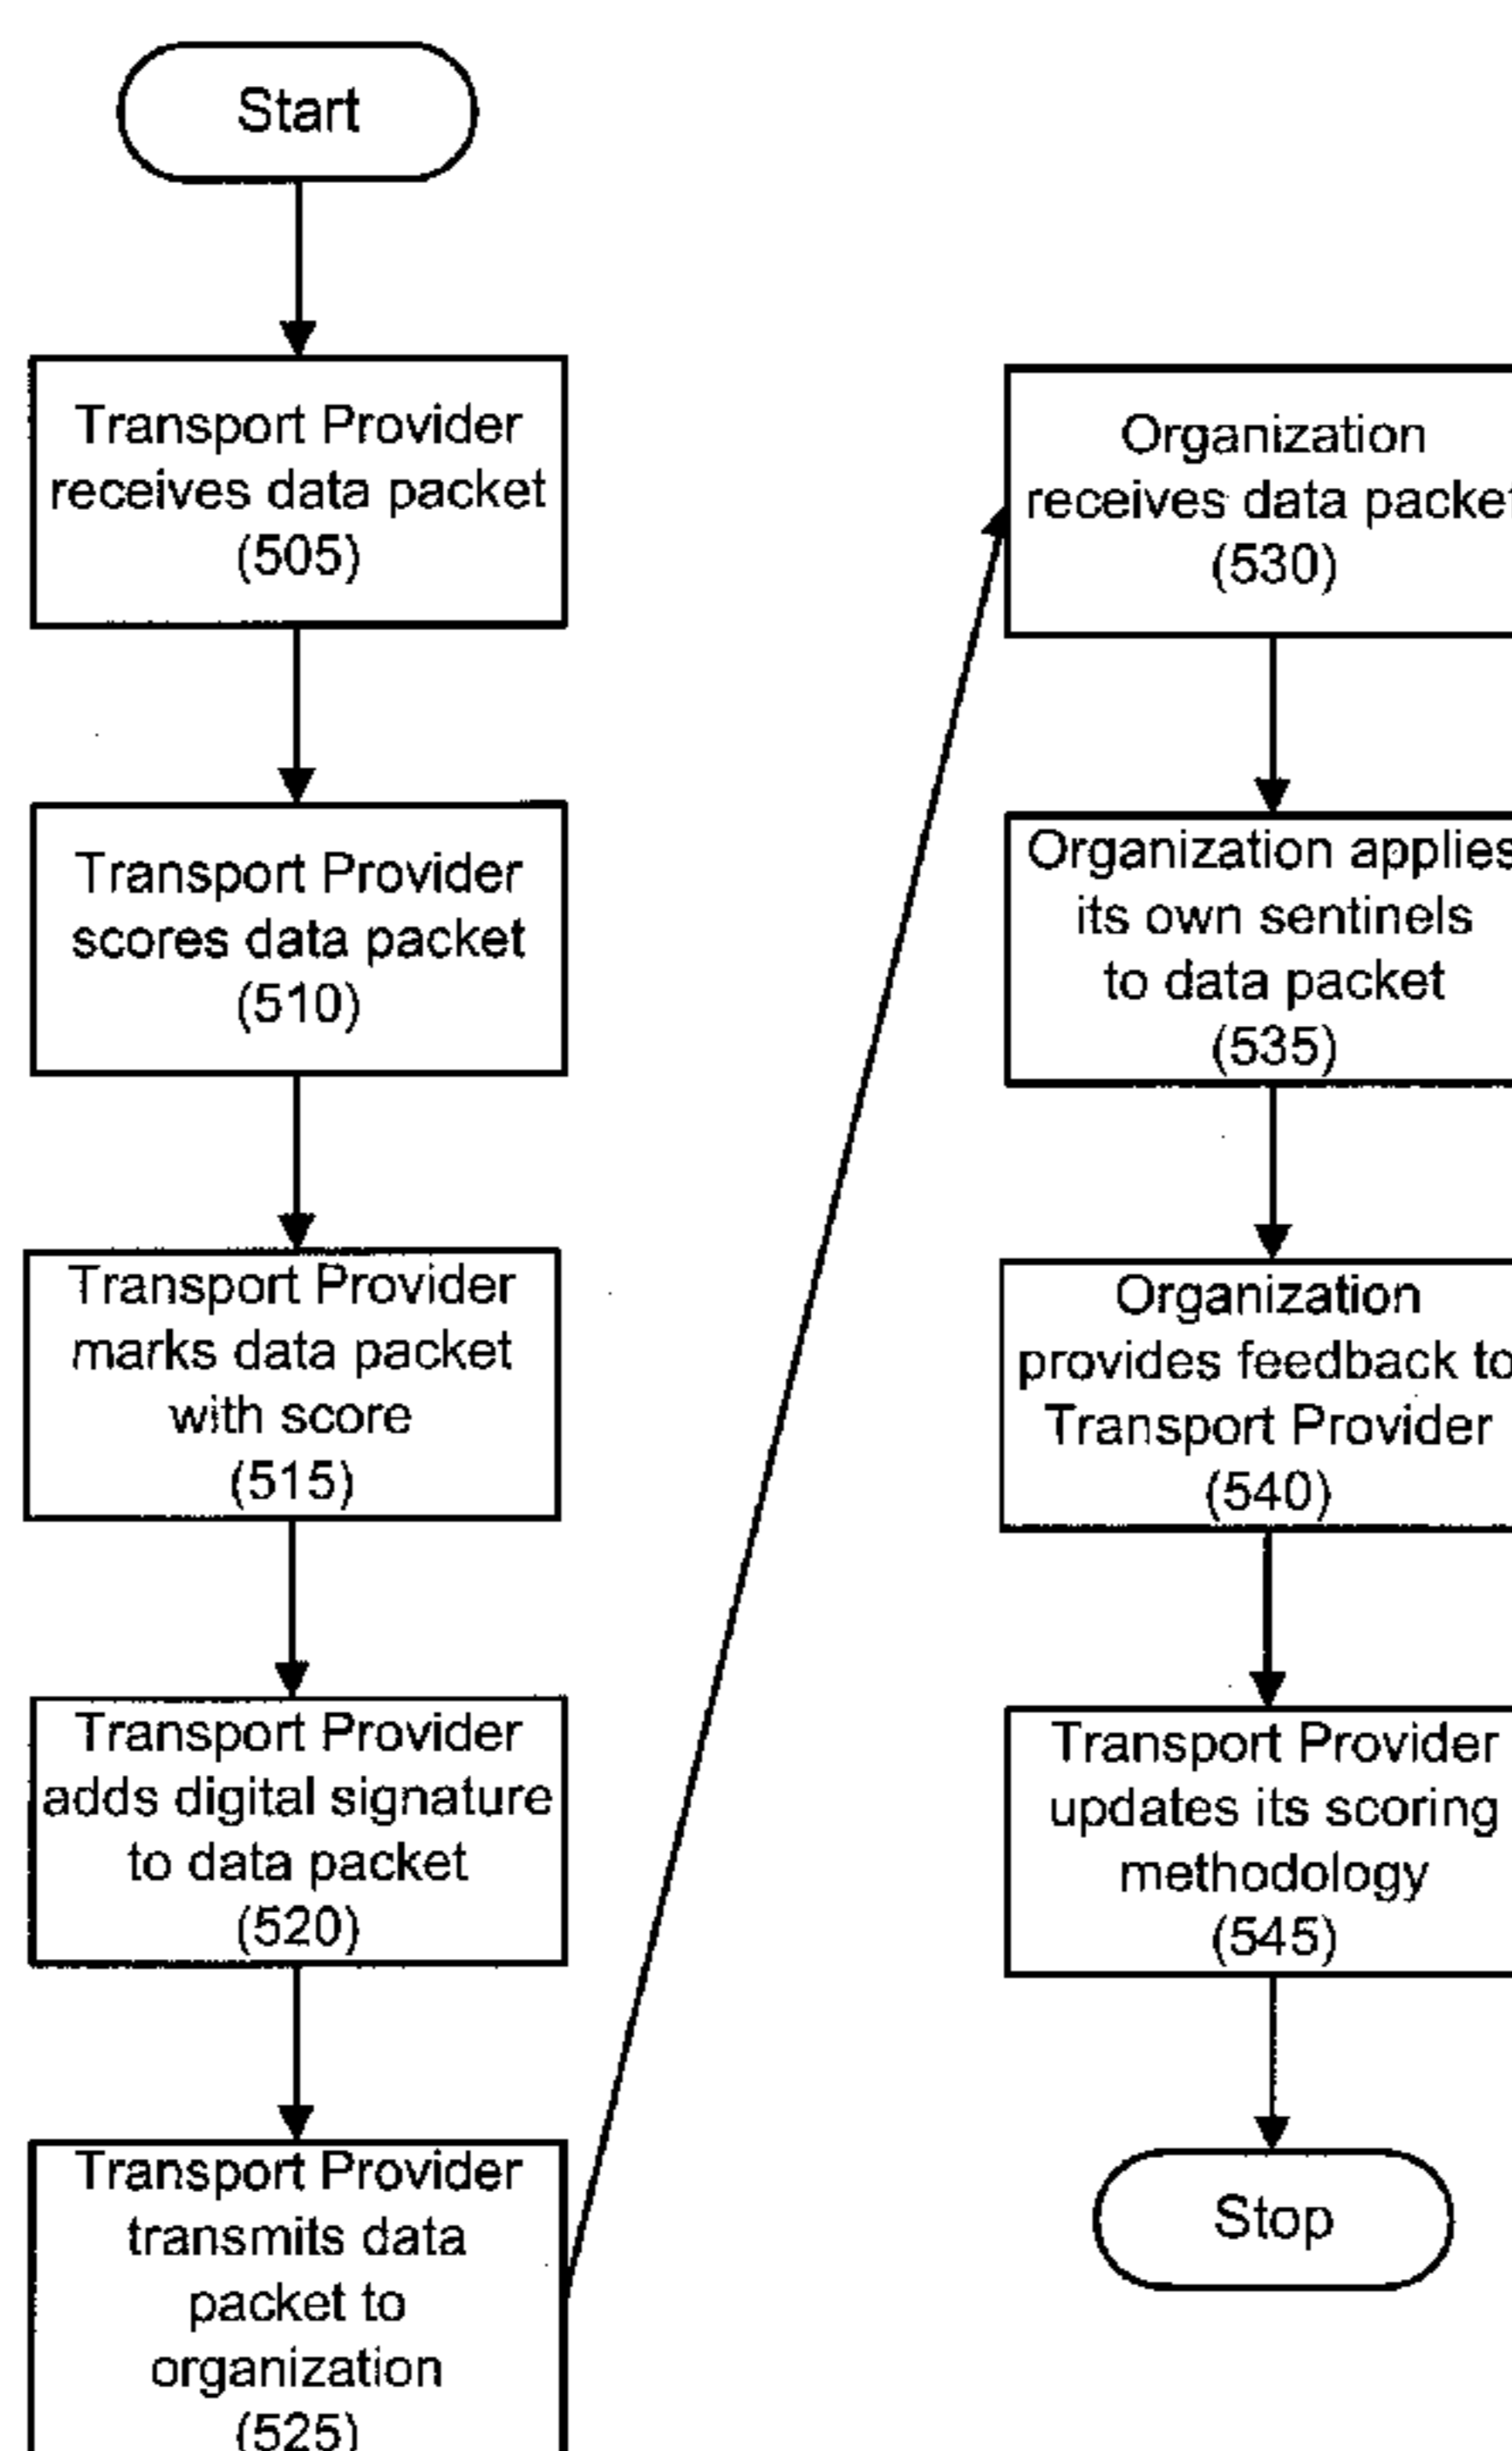 Start
Transport Provider
receives data packet
(505)
Transport Provider
scores data packet
(510)
Transport Provider
marks data packet
with score
(515)
Transport Provider
adds digital signature
to data packet
(520)
Transport Provider
transmits data
packet to
organization
(525)
Organization
receives data packet
(530)
Organization applies
its own sentinels
to data packet
(535)
Organization
provides feedback to
Transport Provider
(540)
Transport Provider
updates its scoring
methodology
(545)
Stop